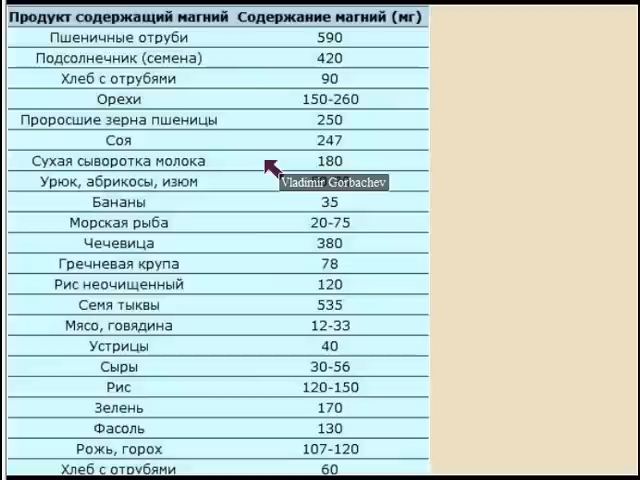 Продукт содержащий магний Содержание магний (мг)
Пшеничные отруби 590
Подсолнечник (семена) 420
Хлеб с отрубями 90
Орехи 150-260
Проросшие зерна пшеницы 250
Соя 247
Сухая сыворотка молока 180
Урюк, абрикосы, изюм
Vladimir Gorbachev
Бананы 35
Морская рыба 20-75
Чечевица 380
Гречневая крупа 78
Рис неочищенный 120
Семя тыквы 535
Мясо, говядина 12-33
Устрицы 40
Сыры 30-56
Рис 120-150
Зелень 170
Фасоль 130
Рожь, горох 107-120
Хлеб с отрубями 60